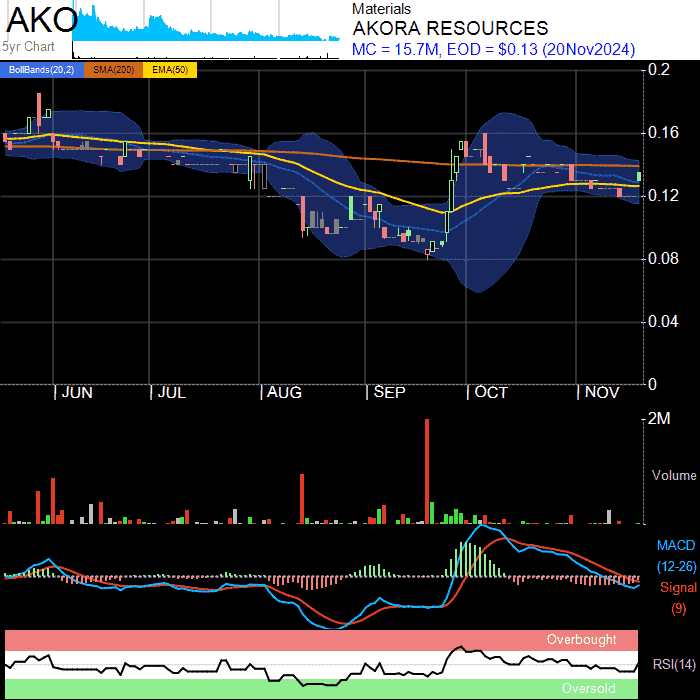 AKO
5yr Chart
Materials
AKORA RESOURCES
MC = 15.7M, EOD = $0.13 (20Nov2024)
BollBands(20,2) SMA(200) EMA(50)
0.2
0.16
0.12
0.08
0.04
0
JUN JUL AUG SEP OCT NOV
2M
Volume
MACD
(12-26)
Signal
(9)
Overbought
RSI(14)
Oversold